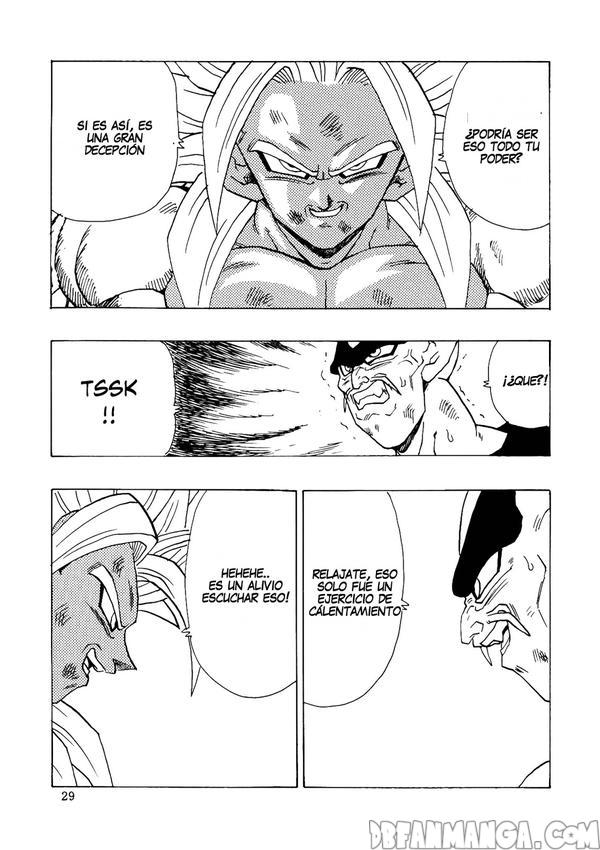 ¿PODRÍA SER
ESO TODO TU
PODER?
SI ES ASÍ, ES
UNA GRAN
DECEPCIÓN
¡¿QUE?!
TSSK
!!
RELAJATE, ESO
SOLO FUE UN
EJERCICIO DE
CALENTAMIENTO
HEHEHE..
ES UN ALIVIO
ESCUCHAR ESO!
29
DBFANMANGA.COM